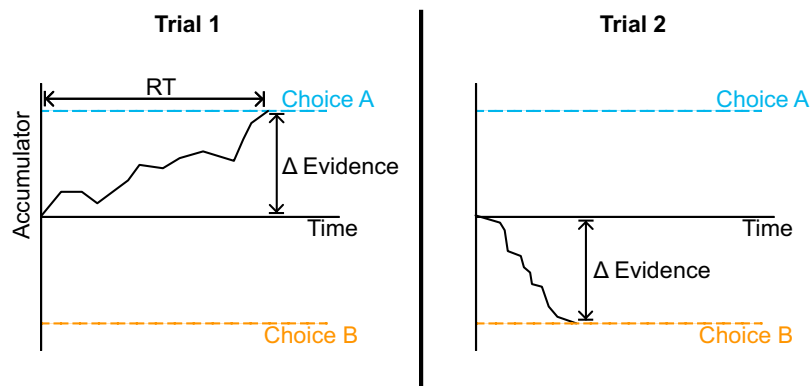 Trial 1
RT
Choice A
Accumulator
Δ Evidence
Time
Choice B
Trial 2
Choice A
Time
Δ Evidence
Choice B